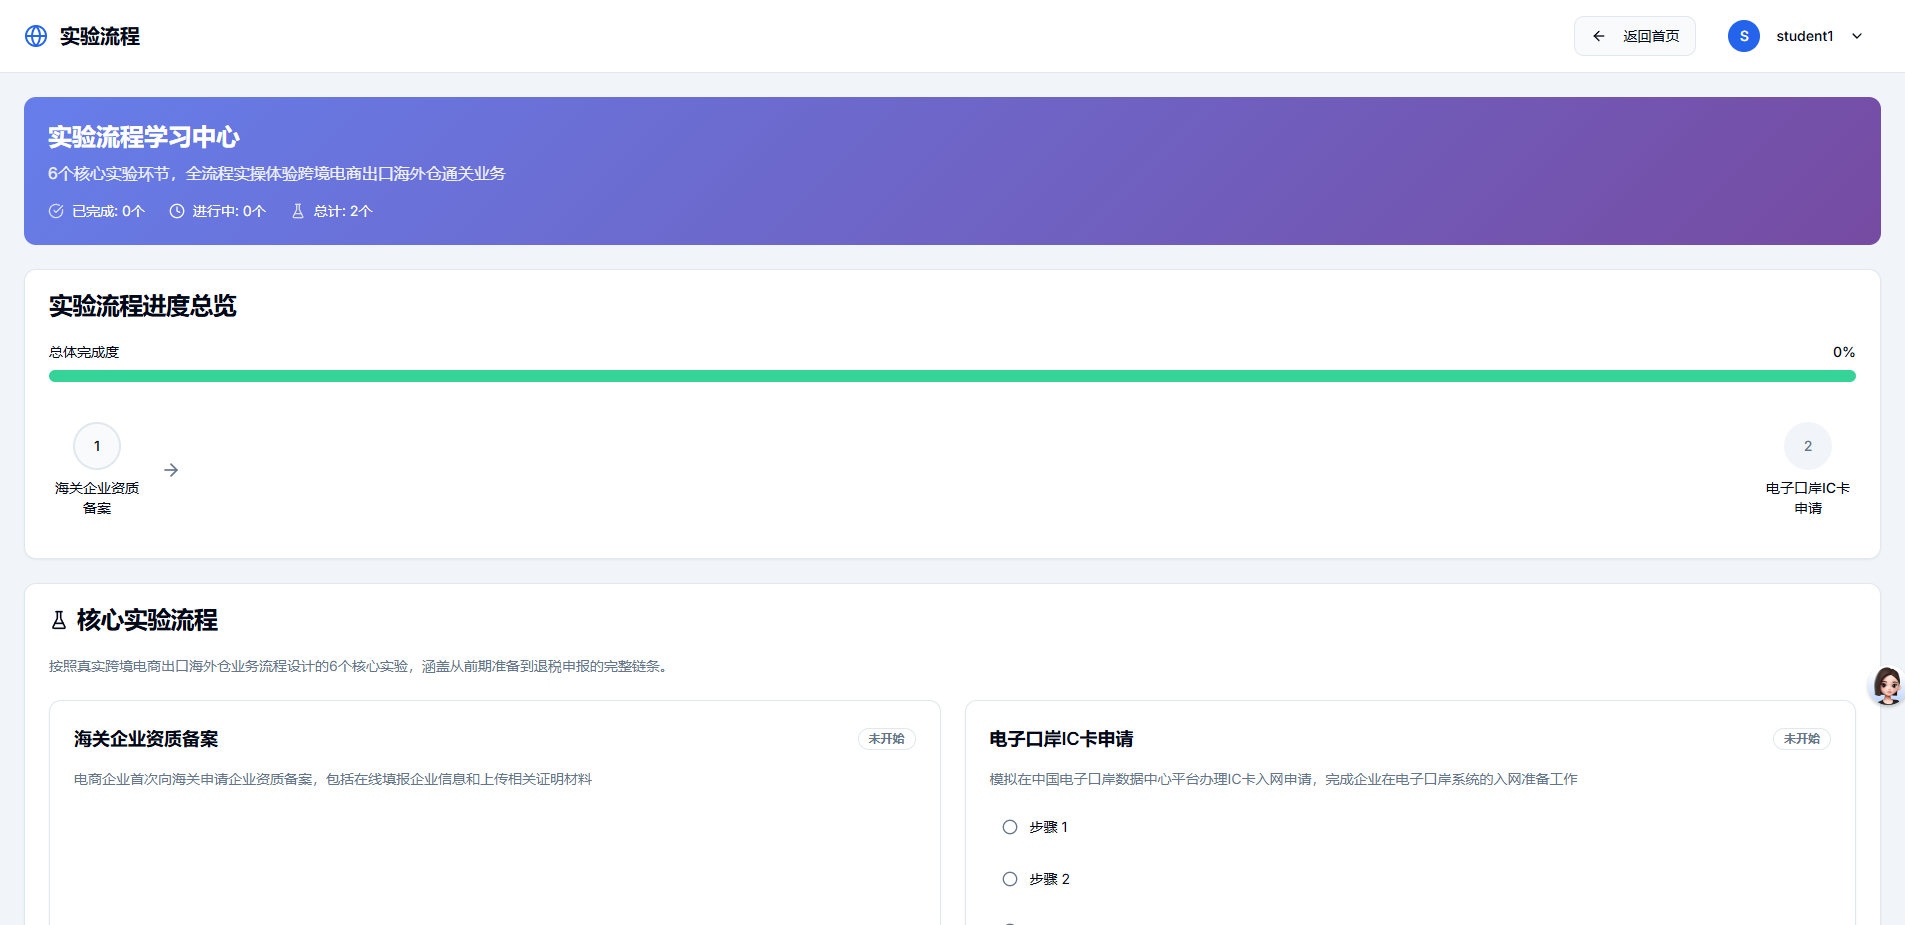 实验流程
返回首页
S
student1
实验流程学习中心
6个核心实验环节，全流程实操体验跨境电商出口海外仓通关业务
已完成: 0个
进行中: 0个
总计: 2个
实验流程进度总览
总体完成度
0%
1
海关企业资质
备案
2
电子口岸IC卡
申请
核心实验流程
按照真实跨境电商出口海外仓业务流程设计的6个核心实验，涵盖从前期准备到退税申报的完整链条。
海关企业资质备案
未开始
电商企业首次向海关申请企业资质备案，包括在线填报企业信息和上传相关证明材料
电子口岸IC卡申请
未开始
模拟在中国电子口岸数据中心平台办理IC卡入网申请，完成企业在电子口岸系统的入网准备工作
步骤 1
步骤 2